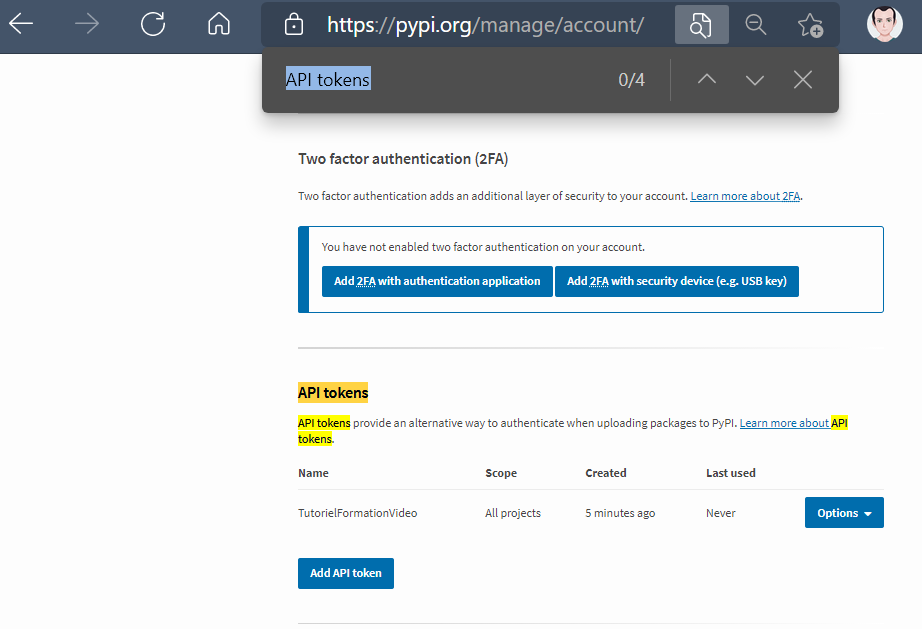 https://pypi.org/manage/account/
API tokens 0/4
Two factor authentication (2FA)
Two factor authentication adds an additional layer of security to your account. Learn more about 2FA.
You have not enabled two factor authentication on your account.
Add 2FA with authentication application Add 2FA with security device (e.g. USB key)
API tokens
API tokens provide an alternative way to authenticate when uploading packages to PyPI. Learn more about API
tokens.
Name Scope Created Last used
TutorielFormationVideo All projects 5 minutes ago Never Options
Add API token